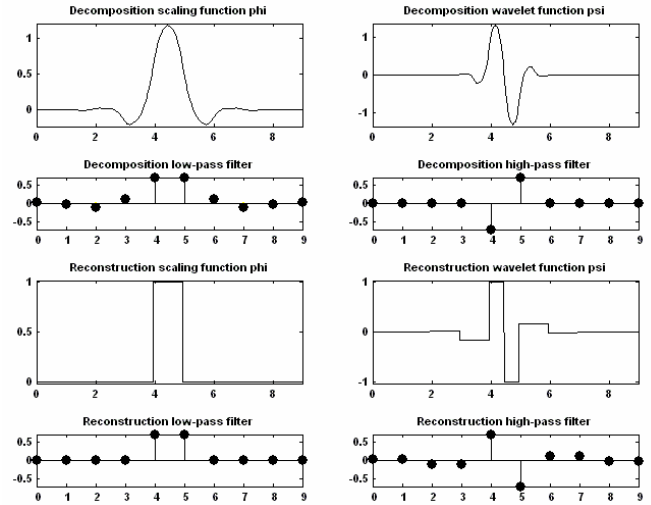 Decomposition scaling function phi
1
0.5
0
0 2 4 6 8
Decomposition wavelet function psi
1
0
-1
0 2 4 6 8
Decomposition low-pass filter
0.5
0
-0.5
0 1 2 3 4 5 6 7 8 9
Decomposition high-pass filter
0.5
0
-0.5
0 1 2 3 4 5 6 7 8 9
Reconstruction scaling function phi
1
0.5
0
0 2 4 6 8
Reconstruction wavelet function psi
1
0
-1
0 2 4 6 8
Reconstruction low-pass filter
0.5
0
-0.5
0 1 2 3 4 5 6 7 8 9
Reconstruction high-pass filter
0.5
0
-0.5
0 1 2 3 4 5 6 7 8 9